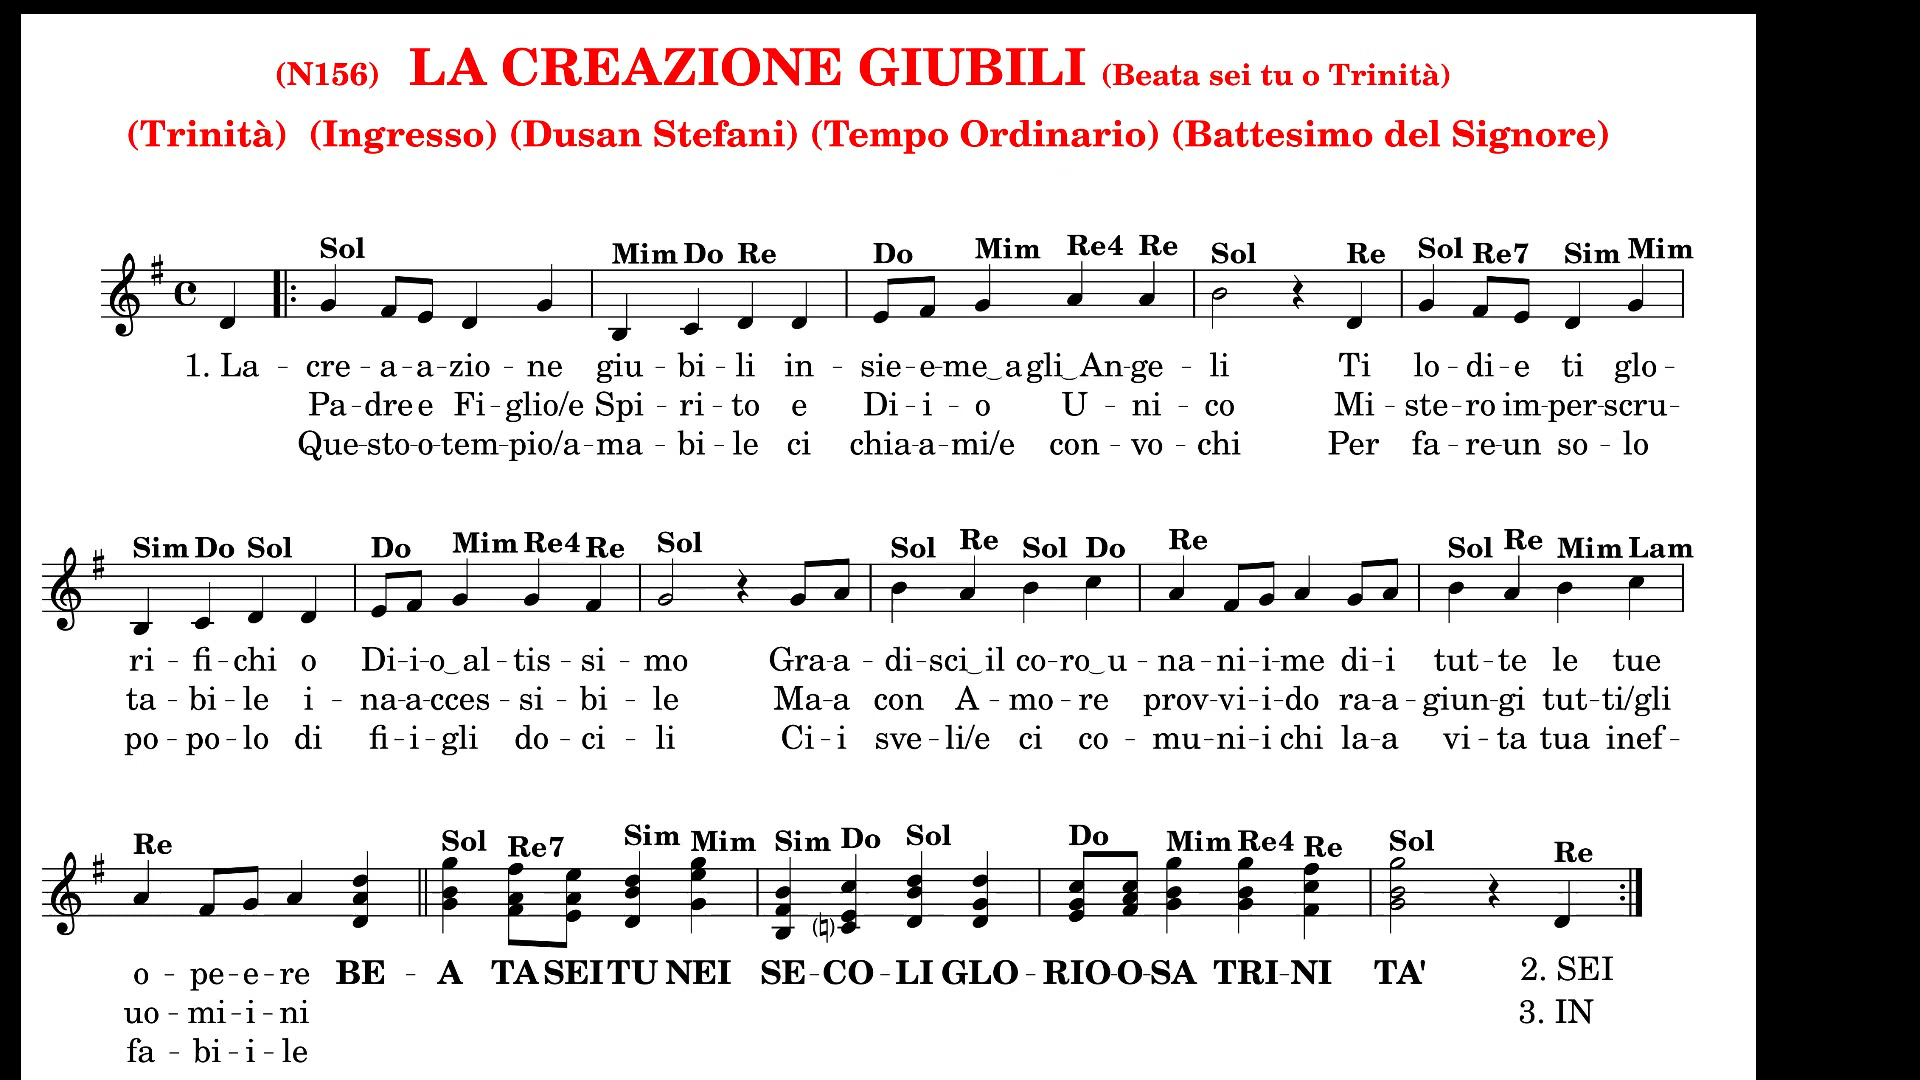 (N156) LA CREAZIONE GIUBILI (Beata sei tu o Trinità)
(Trinità) (Ingresso) (Dusan Stefani) (Tempo Ordinario) (Battesimo del Signore)
Sol Mim Do Re Do Mim Re4 Re Sol Re Sol Re7 Sim Mim
1. La - cre - a - a - zio - ne giu - bi - li in - sie - e - me‿a gli‿An - ge - li Ti lo - di - e ti glo -
Pa - dre e Fi - glio/e Spi - ri - to e Di - i - o U - ni - co Mi - ste - ro im - per - scru -
Que - sto - o - tem - pio/a - ma - bi - le ci chia - a - mi/e con - vo - chi Per fa - re - un so - lo
Sim Do Sol Do Mim Re4 Re Sol Sol Re Sol Do Re Sol Re Mim Lam
ri - fi - chi o Di - i - o‿al - tis - si - mo Gra - a - di - sci‿il co - ro‿u - na - ni - i - me di - i tut - te le tue
ta - bi - le i - na - a - cces - si - bi - le Ma - a con A - mo - re prov - vi - i - do ra - a - giun - gi tut - ti/gli
po - po - lo di fi - i - gli do - ci - li Ci - i sve - li/e ci co - mu - ni - i chi la - a vi - ta tua inef -
Re Sol Re7 Sim Mim Sim Do Sol Do Mim Re4 Re Sol Re
o - pe - e - re BE - A TA SEI TU NEI SE - CO - LI GLO - RIO - O - SA TRI - NI TA' 2. SEI
uo - mi - i - ni 3. IN
fa - bi - i - le